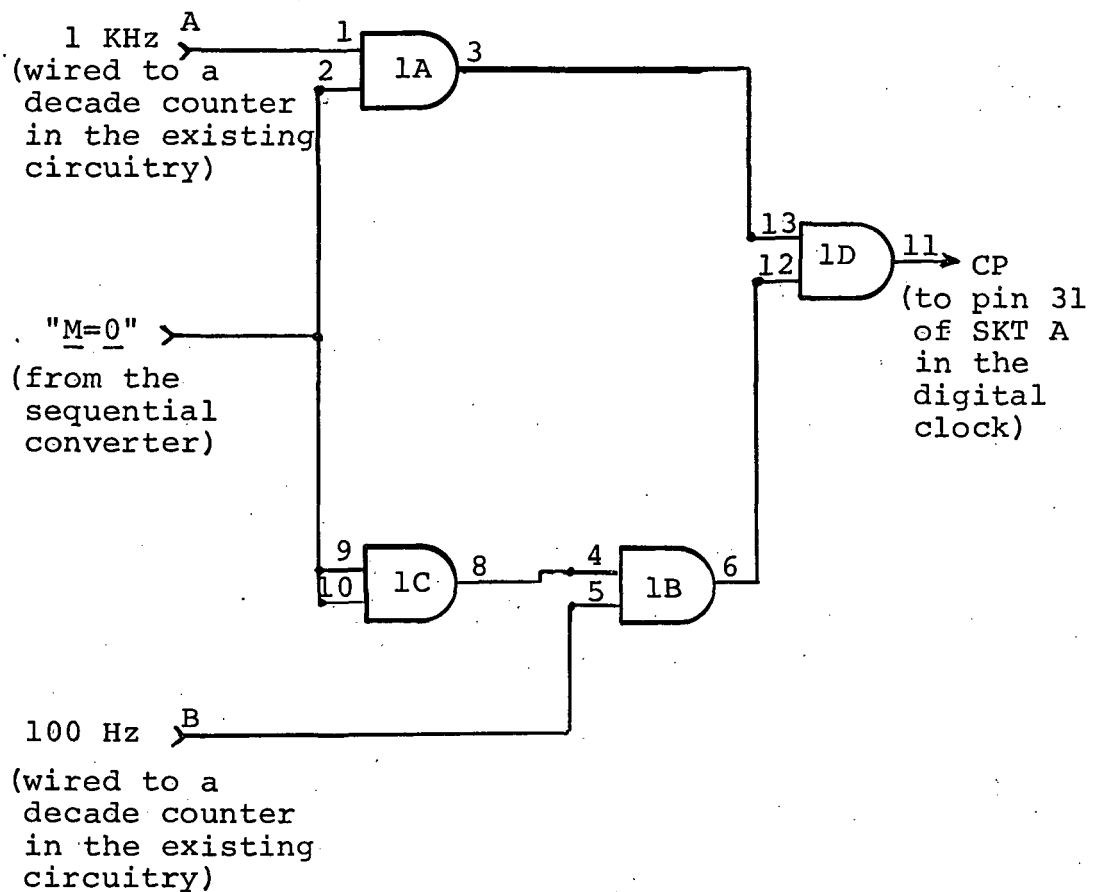 A
1 KHz
(wired to a
decade counter
in the existing
circuitry)
1
2
1A
3
"M=0"
(from the
sequential
converter)
13
12
1D
11
CP
(to pin 31
of SKT A
in the
digital
clock)
9
10
1C
8
4
5
1B
6
B
100 Hz
(wired to a
decade counter
in the existing
circuitry)